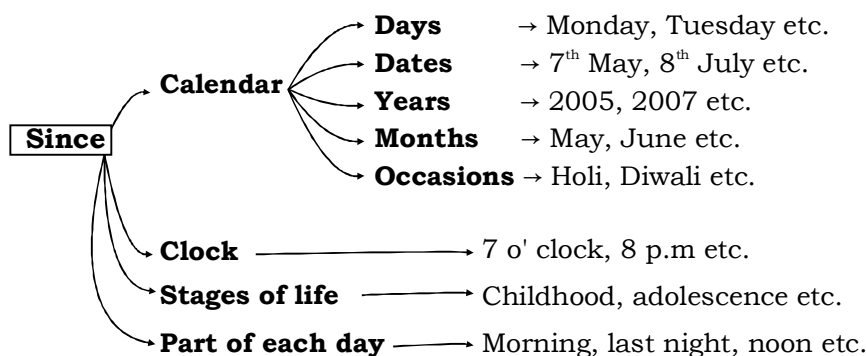 Days → Monday, Tuesday etc.
Dates → 7th May, 8th July etc.
Calendar
Years → 2005, 2007 etc.
Since
Months → May, June etc.
Occasions → Holi, Diwali etc.
Clock 7 o' clock, 8 p.m etc.
Stages of life Childhood, adolescence etc.
Part of each day Morning, last night, noon etc.